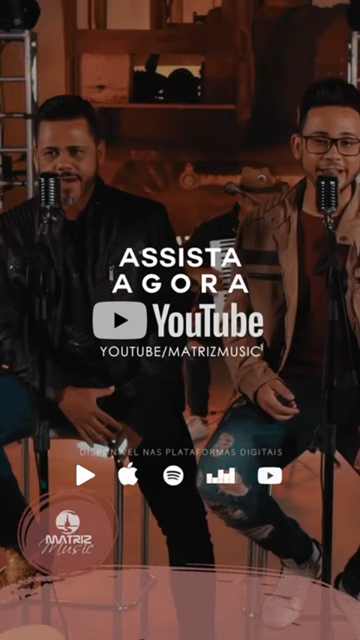 ASSISTA
AGORA
YouTube
YOUTUBE/MATRIZMUSIC
DISPONÍVEL NAS PLATAFORMAS DIGITAIS
MATRIZ
Music